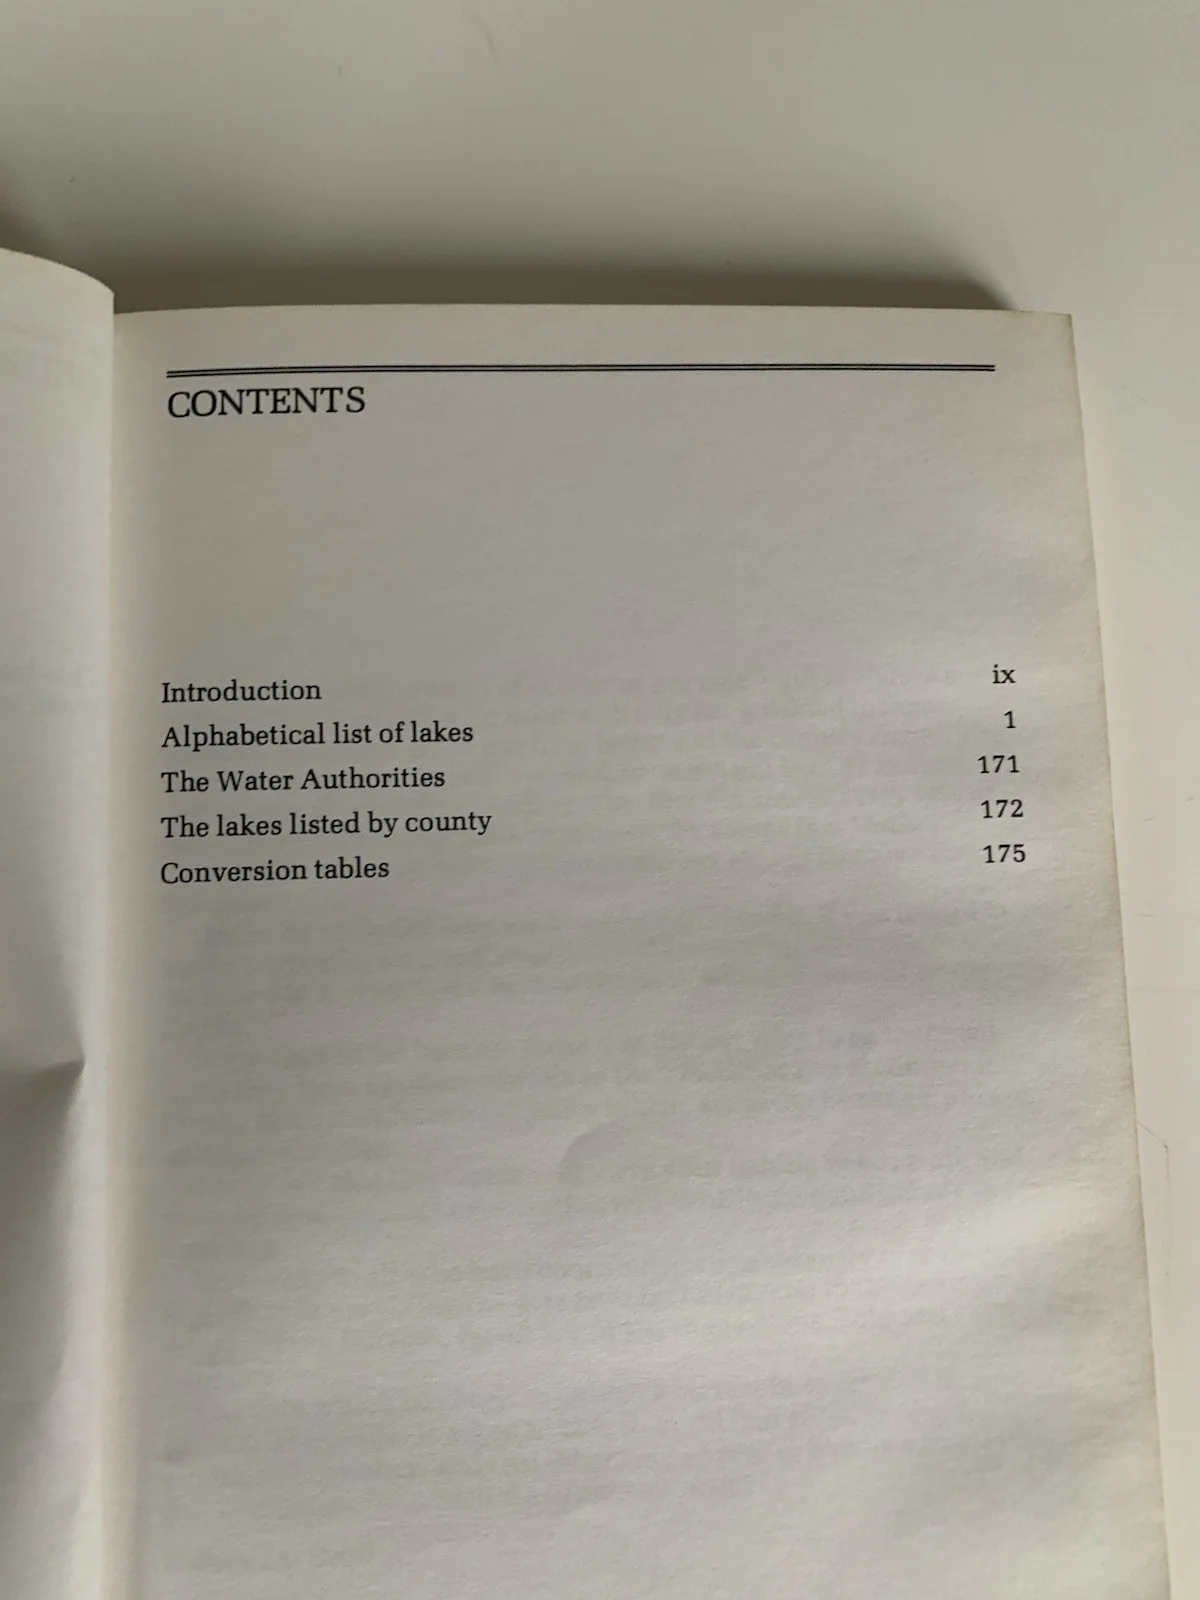 CONTENTS
Introduction ix
Alphabetical list of lakes 1
The Water Authorities 171
The lakes listed by county 172
Conversion tables 175